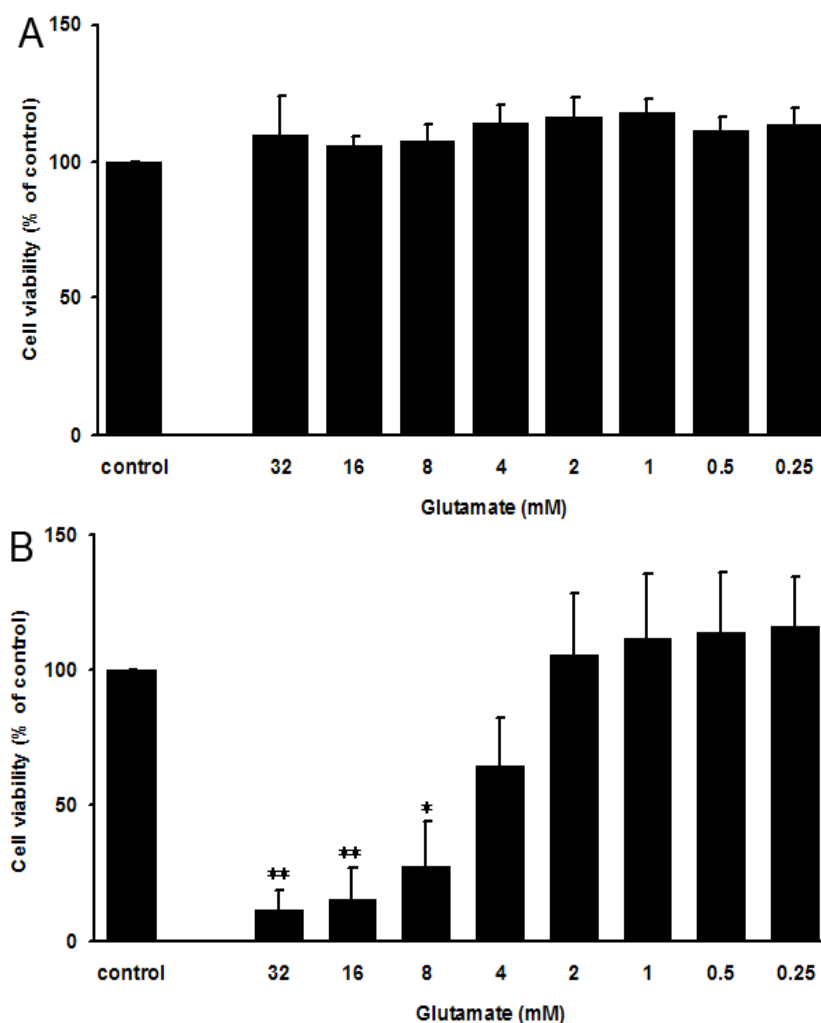 A
150
100
50
0
Cell viability (% of control)
control 32 16 8 4 2 1 0.5 0.25
Glutamate (mM)
B
150
100
50
0
Cell viability (% of control)
** ** *
control 32 16 8 4 2 1 0.5 0.25
Glutamate (mM)